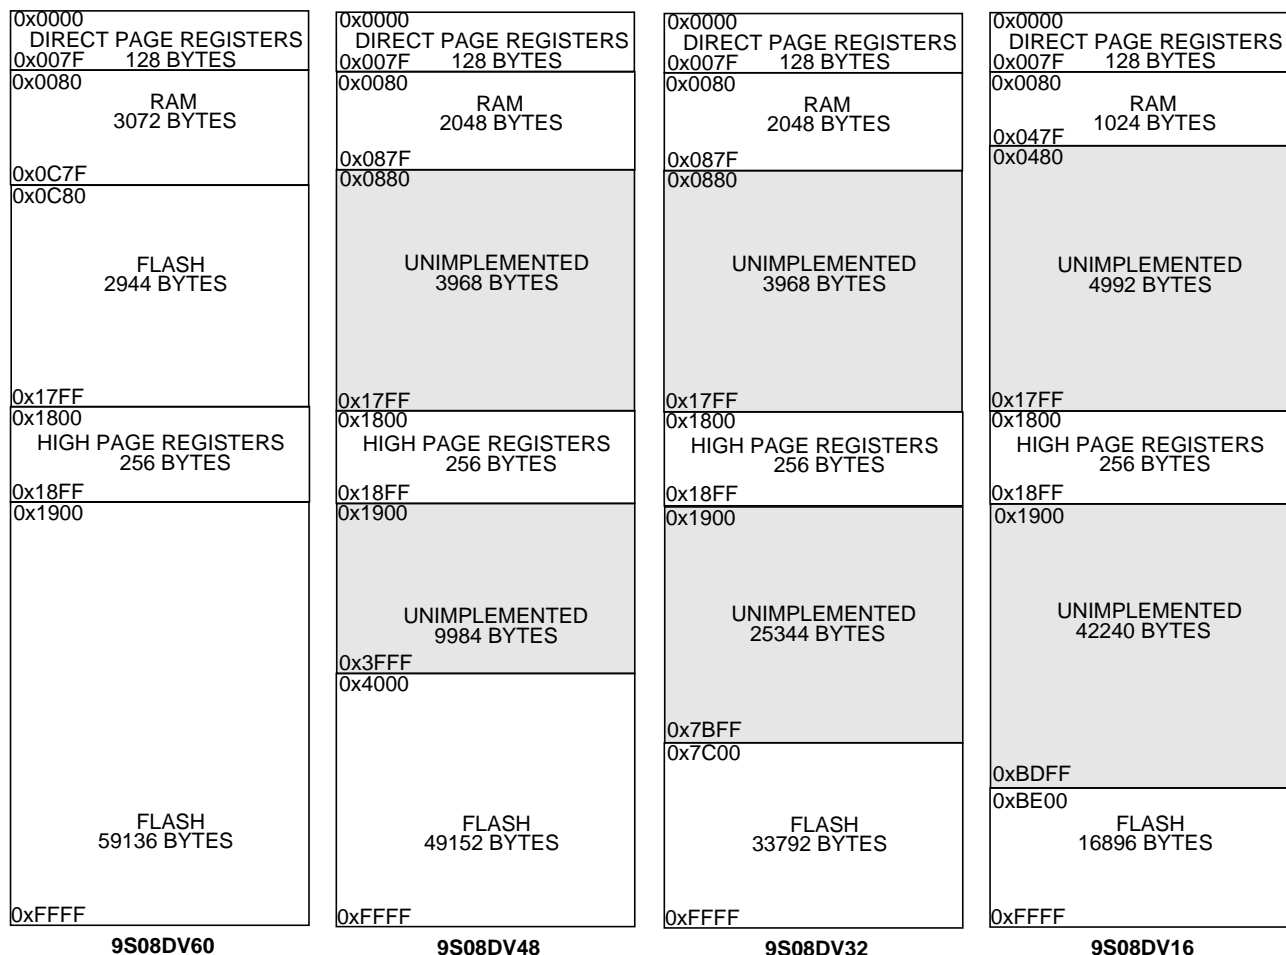 0x0000
DIRECT PAGE REGISTERS
0x007F 128 BYTES
0x0080
RAM
3072 BYTES
0x0C7F
0x0C80
FLASH
2944 BYTES
0x17FF
0x1800
HIGH PAGE REGISTERS
256 BYTES
0x18FF
0x1900
FLASH
59136 BYTES
0xFFFF
9S08DV60
0x0000
DIRECT PAGE REGISTERS
0x007F 128 BYTES
0x0080
RAM
2048 BYTES
0x087F
0x0880
UNIMPLEMENTED
3968 BYTES
0x17FF
0x1800
HIGH PAGE REGISTERS
256 BYTES
0x18FF
0x1900
UNIMPLEMENTED
9984 BYTES
0x3FFF
0x4000
FLASH
49152 BYTES
0xFFFF
9S08DV48
0x0000
DIRECT PAGE REGISTERS
0x007F 128 BYTES
0x0080
RAM
2048 BYTES
0x087F
0x0880
UNIMPLEMENTED
3968 BYTES
0x17FF
0x1800
HIGH PAGE REGISTERS
256 BYTES
0x18FF
0x1900
UNIMPLEMENTED
25344 BYTES
0x7BFF
0x7C00
FLASH
33792 BYTES
0xFFFF
9S08DV32
0x0000
DIRECT PAGE REGISTERS
0x007F 128 BYTES
0x0080
RAM
1024 BYTES
0x047F
0x0480
UNIMPLEMENTED
4992 BYTES
0x17FF
0x1800
HIGH PAGE REGISTERS
256 BYTES
0x18FF
0x1900
UNIMPLEMENTED
42240 BYTES
0xBDFF
0xBE00
FLASH
16896 BYTES
0xFFFF
9S08DV16